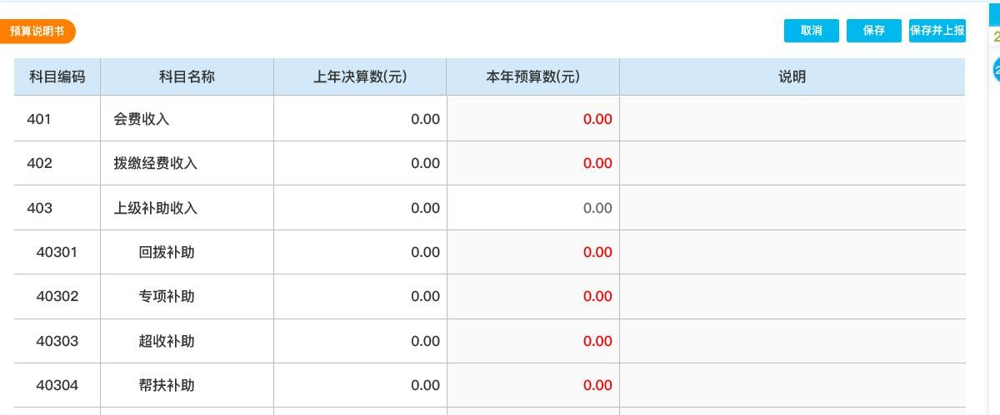 预算说明书
取消 保存 保存并上报
科目编码 科目名称 上年决算数(元) 本年预算数(元) 说明
401 会费收入 0.00 0.00
402 拨缴经费收入 0.00 0.00
403 上级补助收入 0.00 0.00
40301 回拨补助 0.00 0.00
40302 专项补助 0.00 0.00
40303 超收补助 0.00 0.00
40304 帮扶补助 0.00 0.00